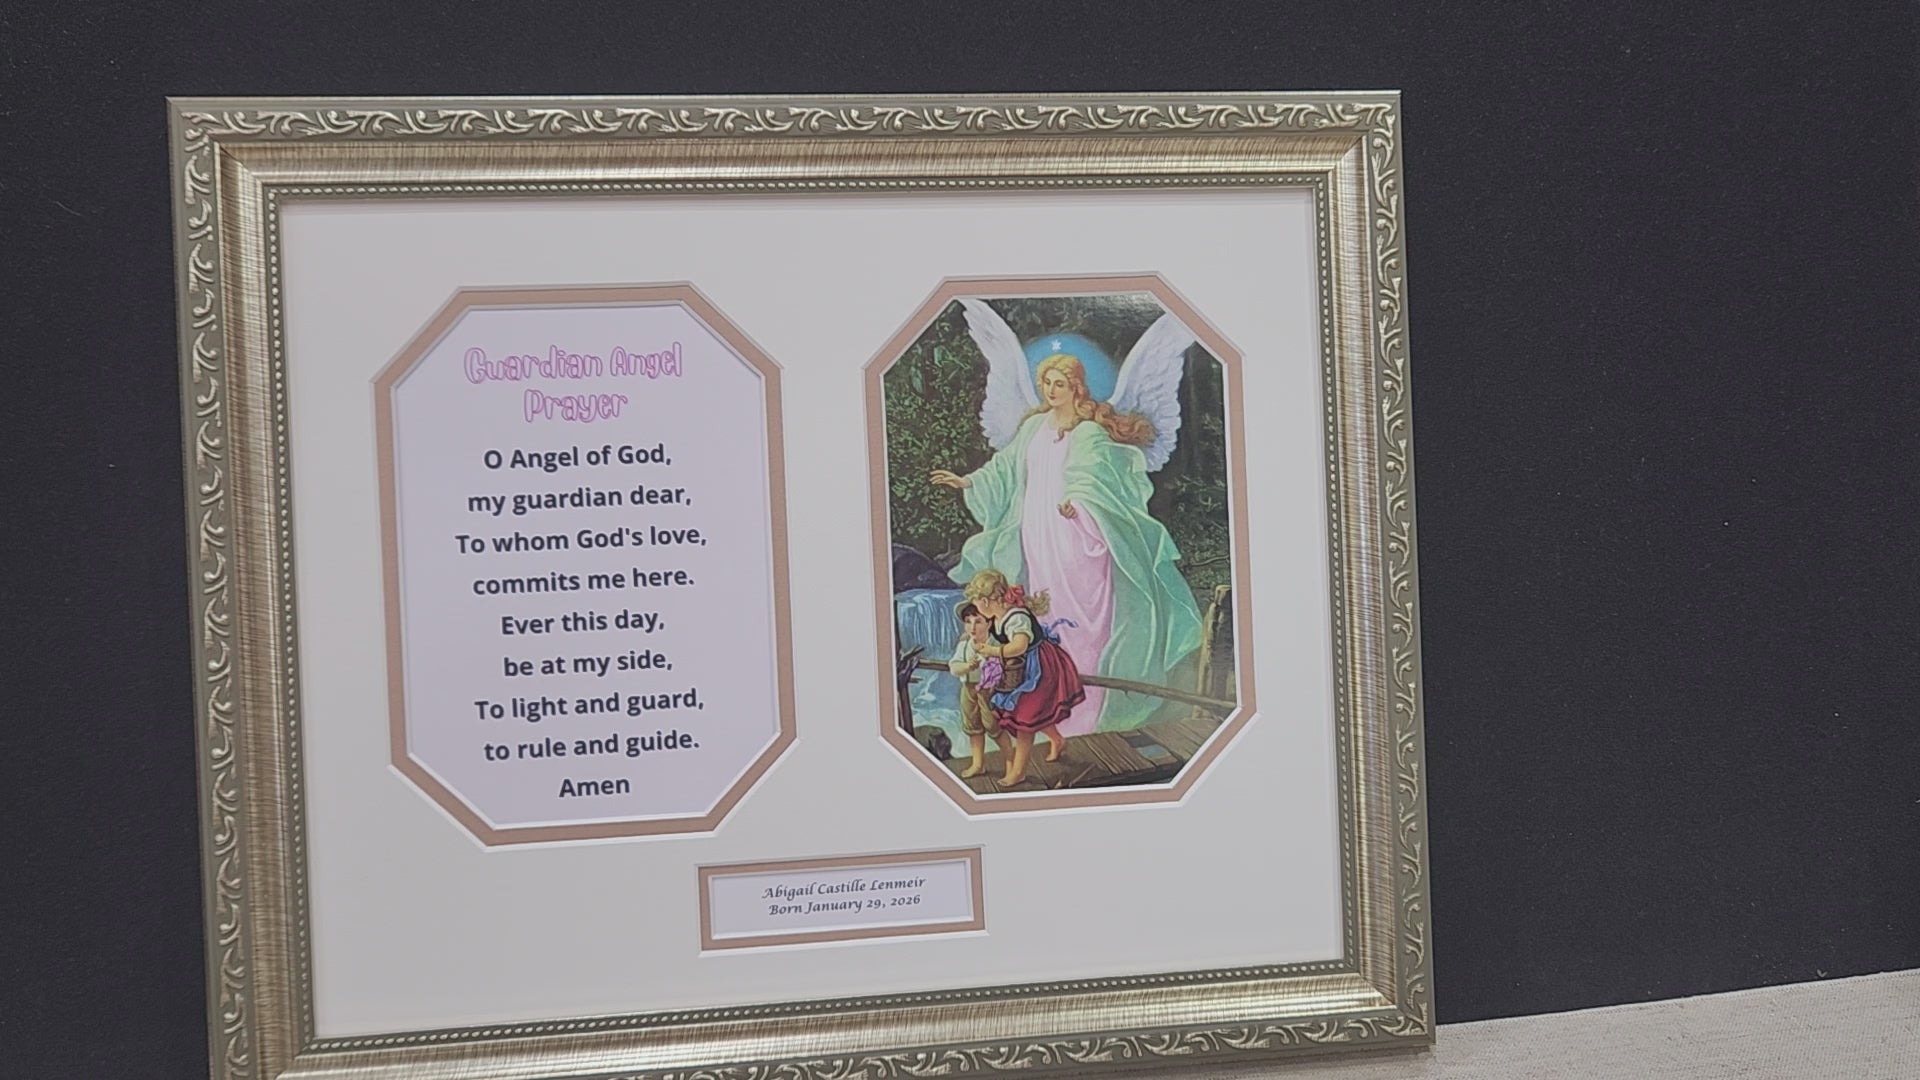 Guardian Angel
Prayer
O Angel of God,
my guardian dear,
To whom God's love,
commits me here.
Ever this day,
be at my side,
To light and guard,
to rule and guide.
Amen
Abigail Castille Lenmeir
Born January 29, 2026